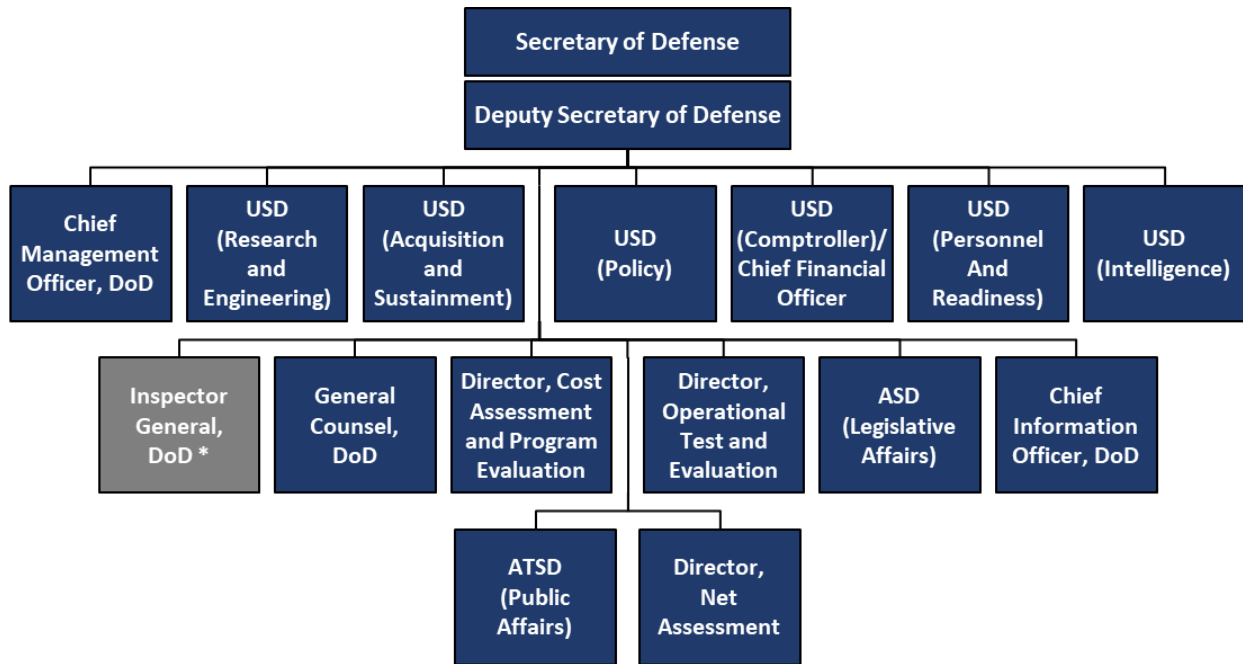 Secretary of Defense
Deputy Secretary of Defense
Chief
Management
Officer, DoD
USD
(Research
and
Engineering)
USD
(Acquisition
and
Sustainment)
USD
(Policy)
USD
(Comptroller)/
Chief Financial
Officer
USD
(Personnel
And
Readiness)
USD
(Intelligence)
Inspector
General,
DoD *
General
Counsel,
DoD
Director, Cost
Assessment
and Program
Evaluation
Director,
Operational
Test and
Evaluation
ASD
(Legislative
Affairs)
Chief
Information
Officer, DoD
ATSD
(Public
Affairs)
Director,
Net
Assessment